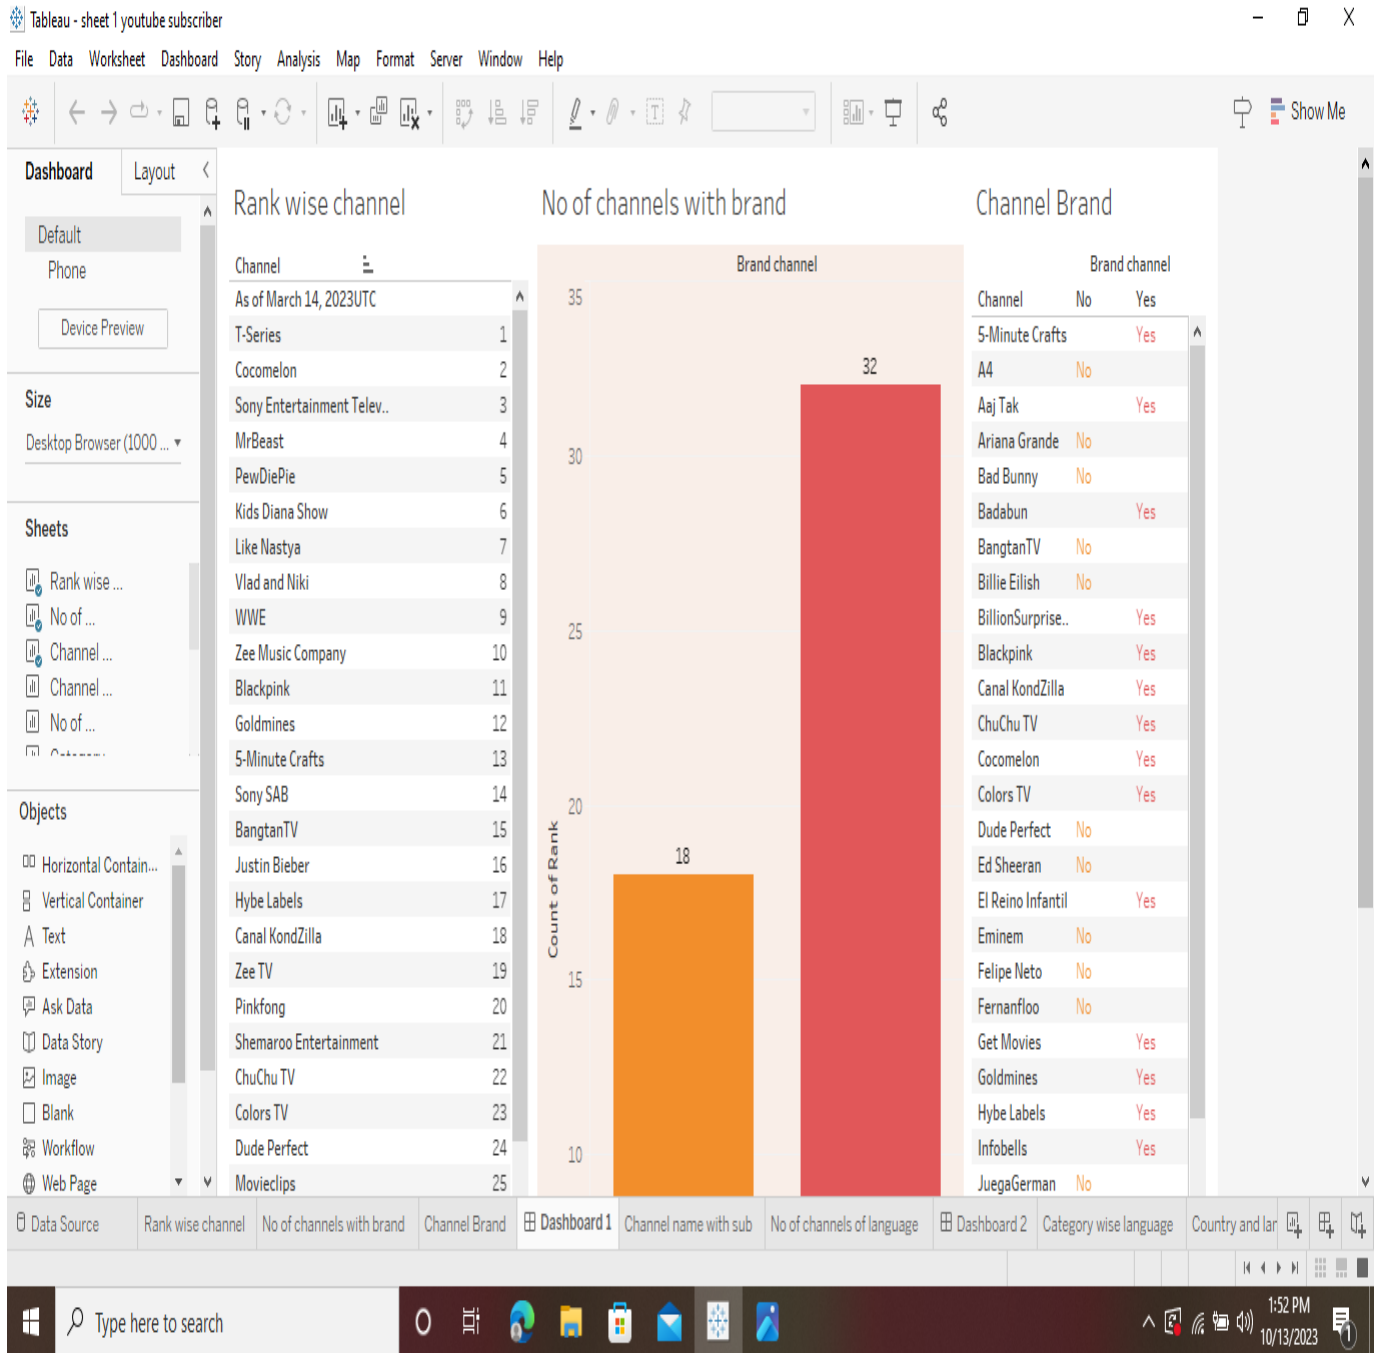 Tableau - sheet 1 youtube subscriber
File Data Worksheet Dashboard Story Analysis Map Format Server Window Help
Show Me
Dashboard Layout
Default
Phone
Device Preview
Size
Desktop Browser (1000 ...
Sheets
Rank wise ...
No of ...
Channel ...
Channel ...
No of ...
Category
Objects
Horizontal Contain...
Vertical Container
Text
Extension
Ask Data
Data Story
Image
Blank
Workflow
Web Page
Rank wise channel
Channel
As of March 14, 2023UTC
T-Series 1
Cocomelon 2
Sony Entertainment Telev.. 3
MrBeast 4
PewDiePie 5
Kids Diana Show 6
Like Nastya 7
Vlad and Niki 8
WWE 9
Zee Music Company 10
Blackpink 11
Goldmines 12
5-Minute Crafts 13
Sony SAB 14
BangtanTV 15
Justin Bieber 16
Hybe Labels 17
Canal KondZilla 18
Zee TV 19
Pinkfong 20
Shemaroo Entertainment 21
ChuChu TV 22
Colors TV 23
Dude Perfect 24
Movieclips 25
No of channels with brand
Brand channel
35
32
30
25
20
18
15
10
Count of Rank
Channel Brand
Brand channel
Channel No Yes
5-Minute Crafts Yes
A4 No
Aaj Tak Yes
Ariana Grande No
Bad Bunny No
Badabun Yes
BangtanTV No
Billie Eilish No
BillionSurprise.. Yes
Blackpink Yes
Canal KondZilla Yes
ChuChu TV Yes
Cocomelon Yes
Colors TV Yes
Dude Perfect No
Ed Sheeran No
El Reino Infantil Yes
Eminem No
Felipe Neto No
Fernanfloo No
Get Movies Yes
Goldmines Yes
Hybe Labels Yes
Infobells Yes
JuegaGerman No
Data Source Rank wise channel No of channels with brand Channel Brand Dashboard 1 Channel name with sub No of channels of language Dashboard 2 Category wise language Country and lar
Type here to search
1:52 PM
10/13/2023
1